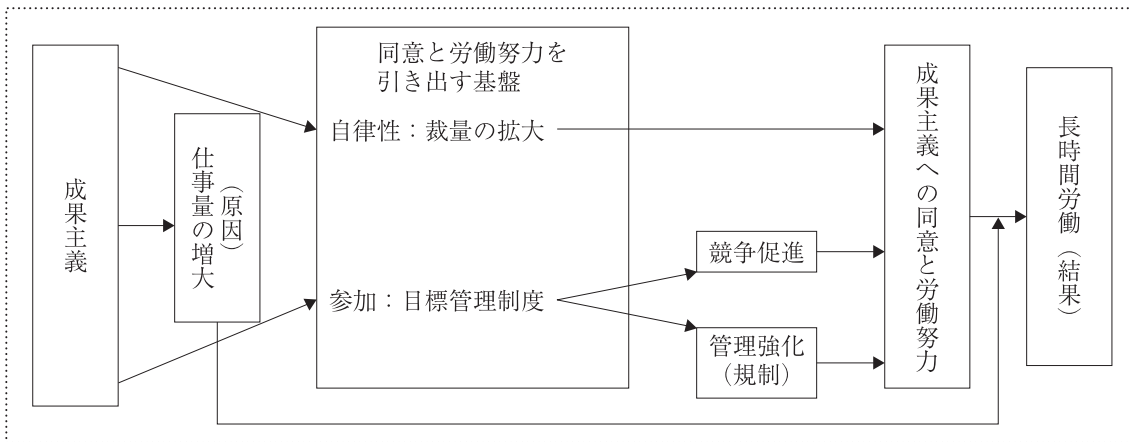 成果主義
仕事量の増大
（原因）
同意と労働努力を
引き出す基盤
自律性：裁量の拡大
参加：目標管理制度
競争促進
管理強化
（規制）
成果主義への同意と労働努力
長時間労働（結果）